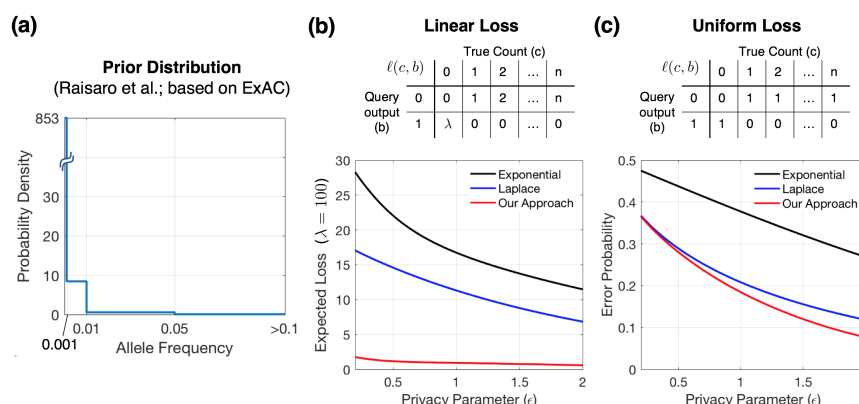 (a)
Prior Distribution
(Raisaro et al.; based on ExAC)
853
30
20
10
0
Probability Density
0.01
0.05
>0.1
0.001
Allele Frequency
(b)
Linear Loss
True Count (c)
ℓ(c, b) 0 1 2 ... n
Query output (b)
0 0 1 2 ... n
1 λ 0 0 ... 0
30
25
20
15
10
5
0
Expected Loss (λ = 100)
Exponential
Laplace
Our Approach
0.5 1 1.5 2
Privacy Parameter (ϵ)
(c)
Uniform Loss
True Count (c)
ℓ(c, b) 0 1 2 ... n
Query output (b)
0 0 1 1 ... 1
1 1 0 0 ... 0
0.5
0.4
0.3
0.2
0.1
0
Error Probability
Exponential
Laplace
Our Approach
0.5 1 1.5
Privacy Parameter (ϵ)